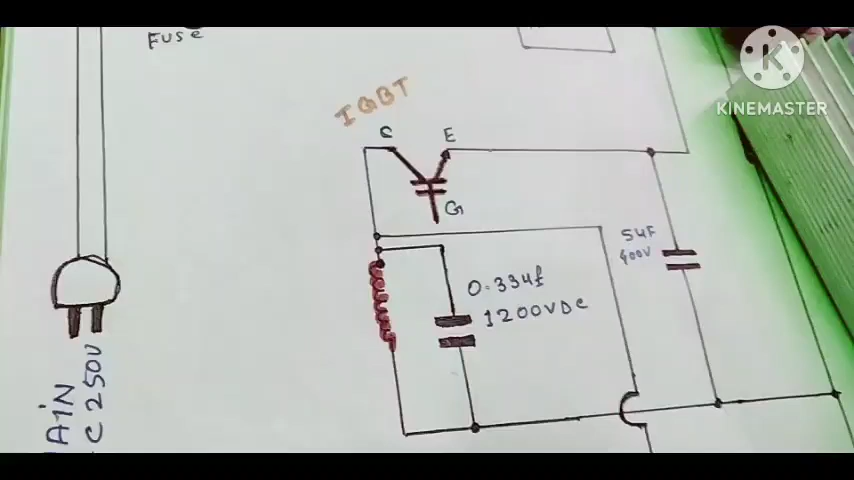 Fuse
KINEMASTER
IGBT
C
E
G
5uF
400V
0.33uf
1200VDC
AIN
C 250V